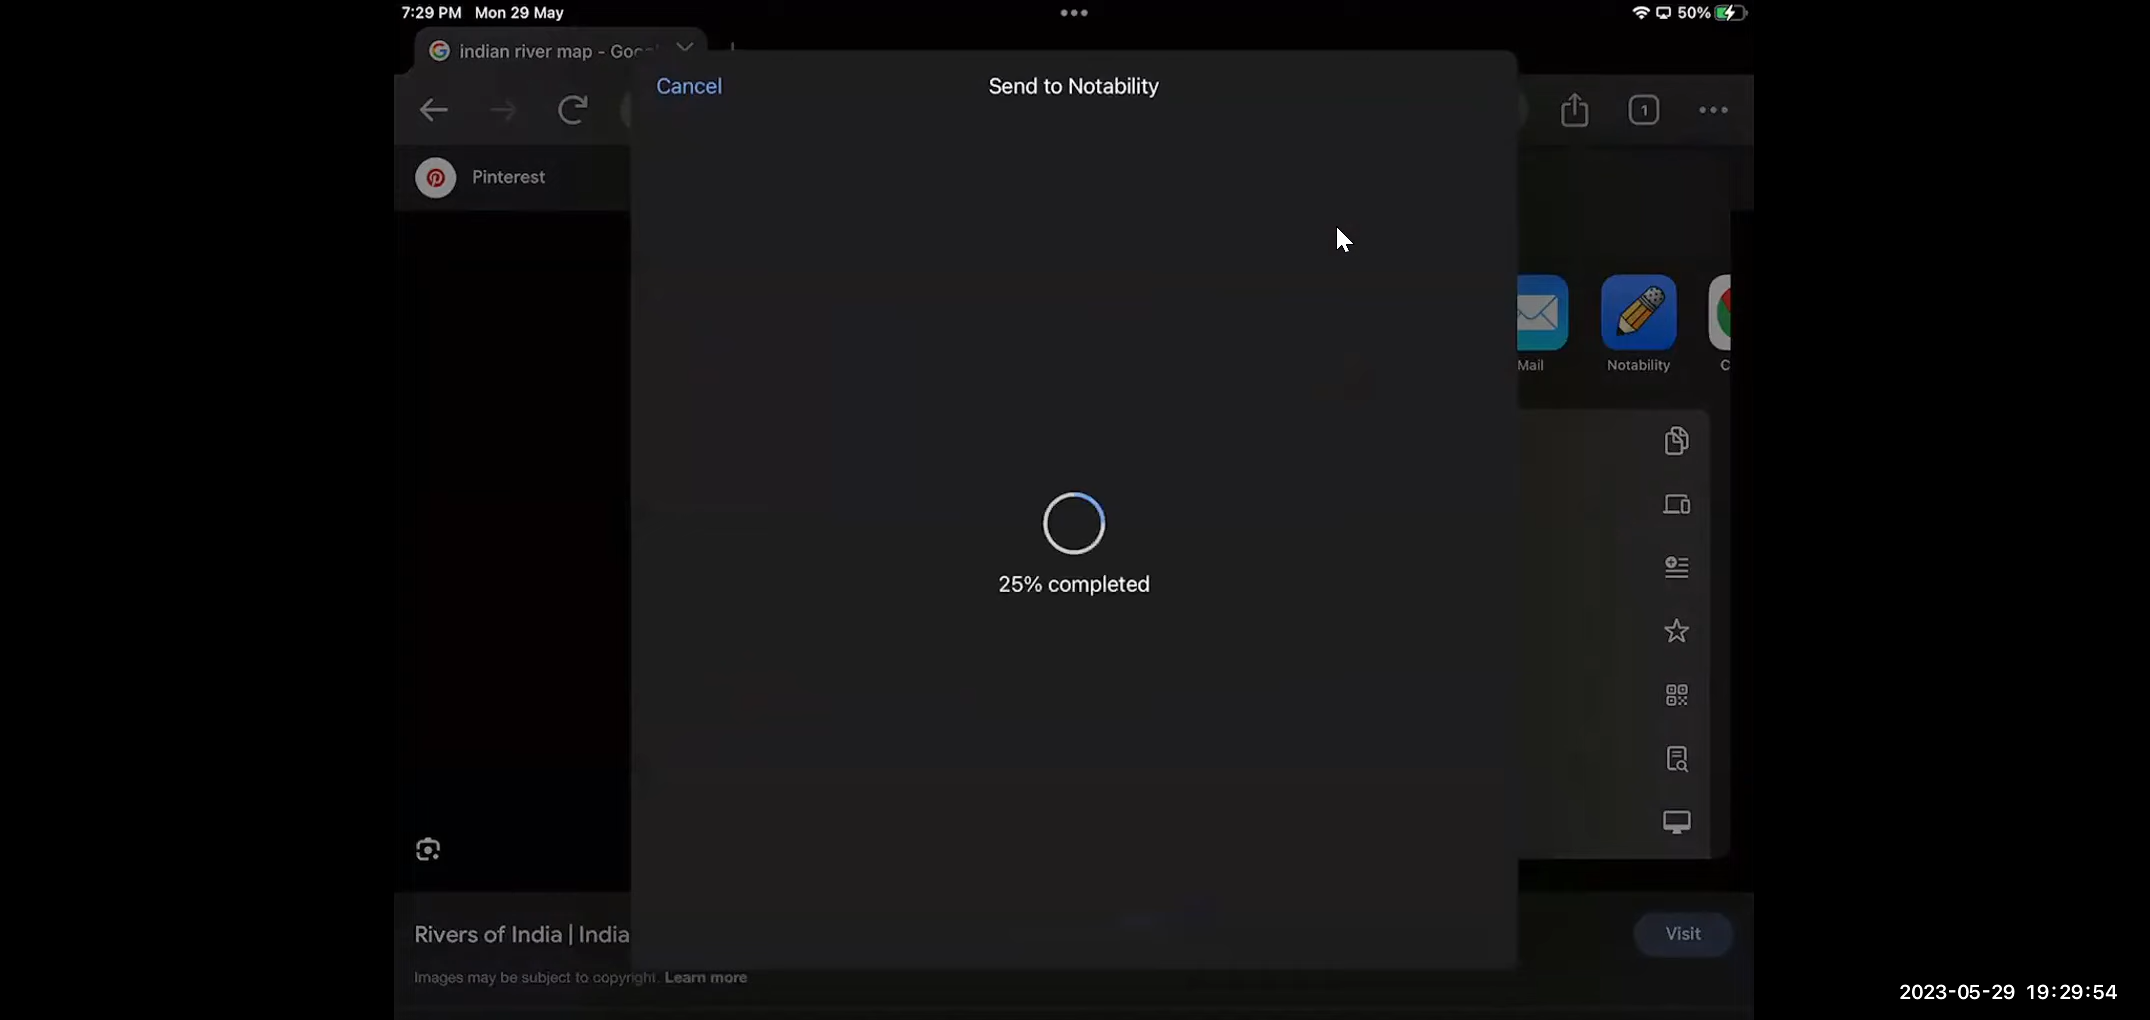 7:29 PM Mon 29 May
50%
indian river map - Goo
Cancel
Send to Notability
1
Pinterest
Mail
Notability
C
25% completed
Rivers of India | India
Visit
Images may be subject to copyright. Learn more
2023-05-29 19:29:54